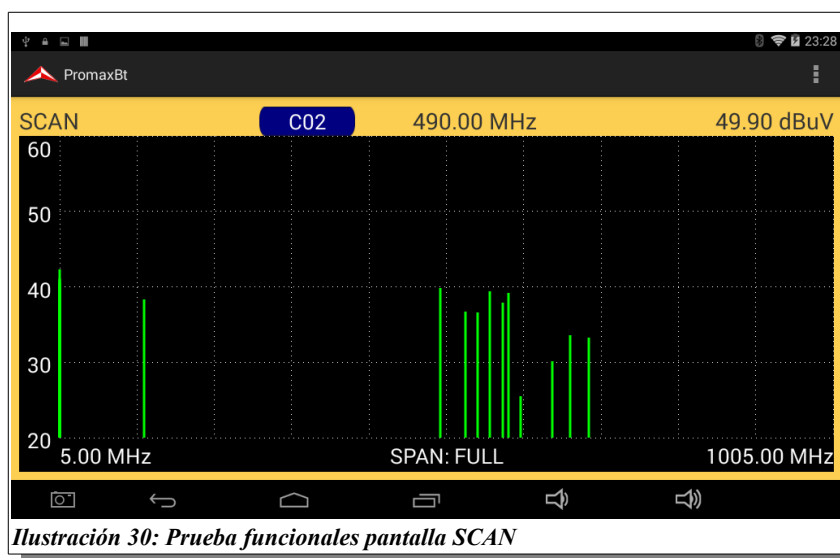 23:28
PromaxBt
SCAN C02 490.00 MHz 49.90 dBuV
60
50
40
30
20
5.00 MHz SPAN: FULL 1005.00 MHz
Ilustración 30: Prueba funcionales pantalla SCAN